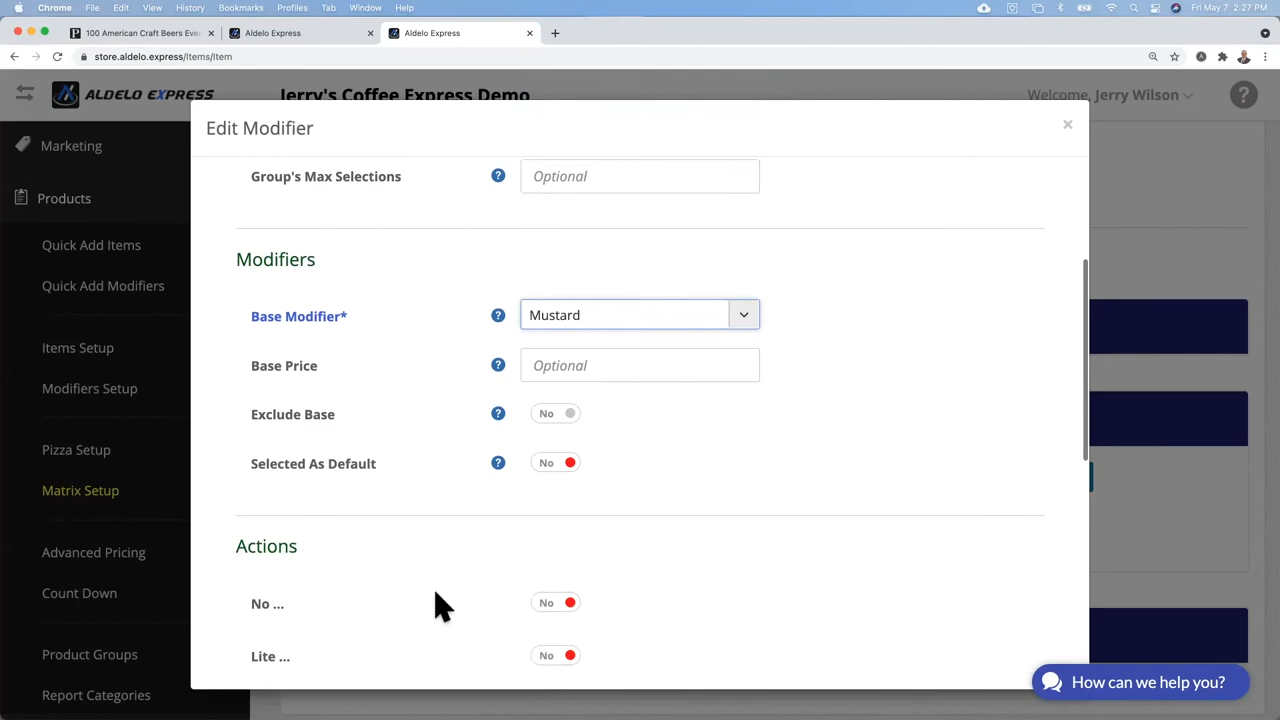 Chrome File Edit View History Bookmarks Profiles Tab Window Help Fri May 7 2:27 PM
100 American Craft Beers Eve × Aldelo Express × Aldelo Express × +
store.aldelo.express/Items/Item
ALDELO EXPRESS Jerry's Coffee Express Demo Welcome, Jerry Wilson ?
Edit Modifier ×
Marketing
Group's Max Selections ? Optional
Products
Quick Add Items
Modifiers
Quick Add Modifiers
Base Modifier* ? Mustard
Items Setup
Base Price ? Optional
Modifiers Setup
Exclude Base ? No
Pizza Setup
Selected As Default ? No
Matrix Setup
Advanced Pricing
Actions
Count Down
No ... No
Product Groups
Lite ... No
How can we help you?
Report Categories